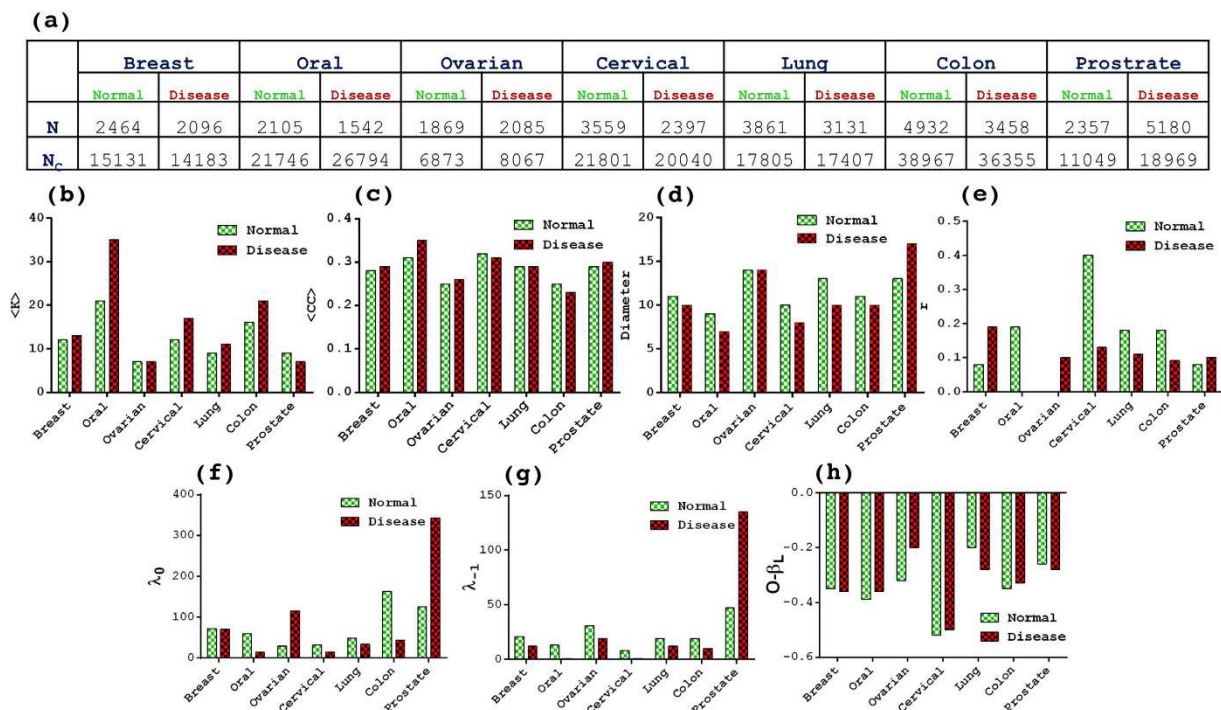 (a)
Breast Oral Ovarian Cervical Lung Colon Prostrate
Normal Disease Normal Disease Normal Disease Normal Disease Normal Disease Normal Disease Normal Disease
N 2464 2096 2105 1542 1869 2085 3559 2397 3861 3131 4932 3458 2357 5180
NC 15131 14183 21746 26794 6873 8067 21801 20040 17805 17407 38967 36355 11049 18969
(b)
<K>
40
30
20
10
0
Normal
Disease
Breast Oral Ovarian Cervical Lung Colon Prostate
(c)
<CC>
0.4
0.3
0.2
0.1
0.0
Normal
Disease
Breast Oral Ovarian Cervical Lung Colon Prostate
(d)
Diameter
20
15
10
5
0
Normal
Disease
Breast Oral Ovarian Cervical Lung Colon Prostate
(e)
r
0.5
0.4
0.3
0.2
0.1
0.0
Normal
Disease
Breast Oral Ovarian Cervical Lung Colon Prostate
(f)
λ0
400
300
200
100
0
Normal
Disease
Breast Oral Ovarian Cervical Lung Colon Prostate
(g)
λ-1
150
100
50
0
Normal
Disease
Breast Oral Ovarian Cervical Lung Colon Prostate
(h)
O-βL
0.0
-0.2
-0.4
-0.6
Normal
Disease
Breast Oral Ovarian Cervical Lung Colon Prostate